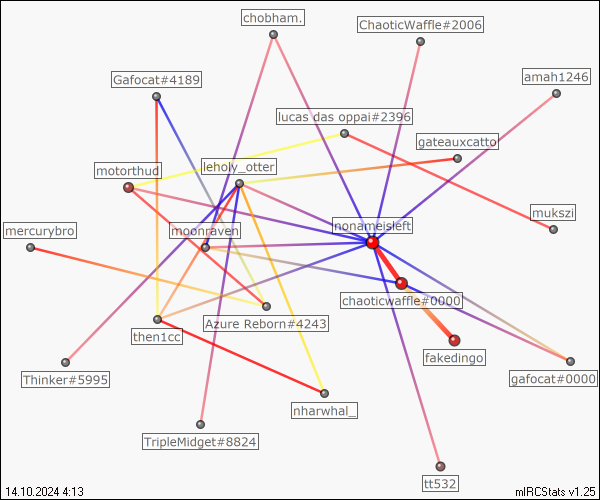 chobham.
ChaoticWaffle#2006
Gafocat#4189
amah1246
lucas das oppai#2396
gateauxcatto
motorthud
leholy_otter
mukszi
mercurybro
moonraven
nonameisleft
chaoticwaffle#0000
Azure Reborn#4243
then1cc
fakedingo
Thinker#5995
gafocat#0000
nharwhal_
TripleMidget#8824
tt532
14.10.2024 4:13
mIRCStats v1.25